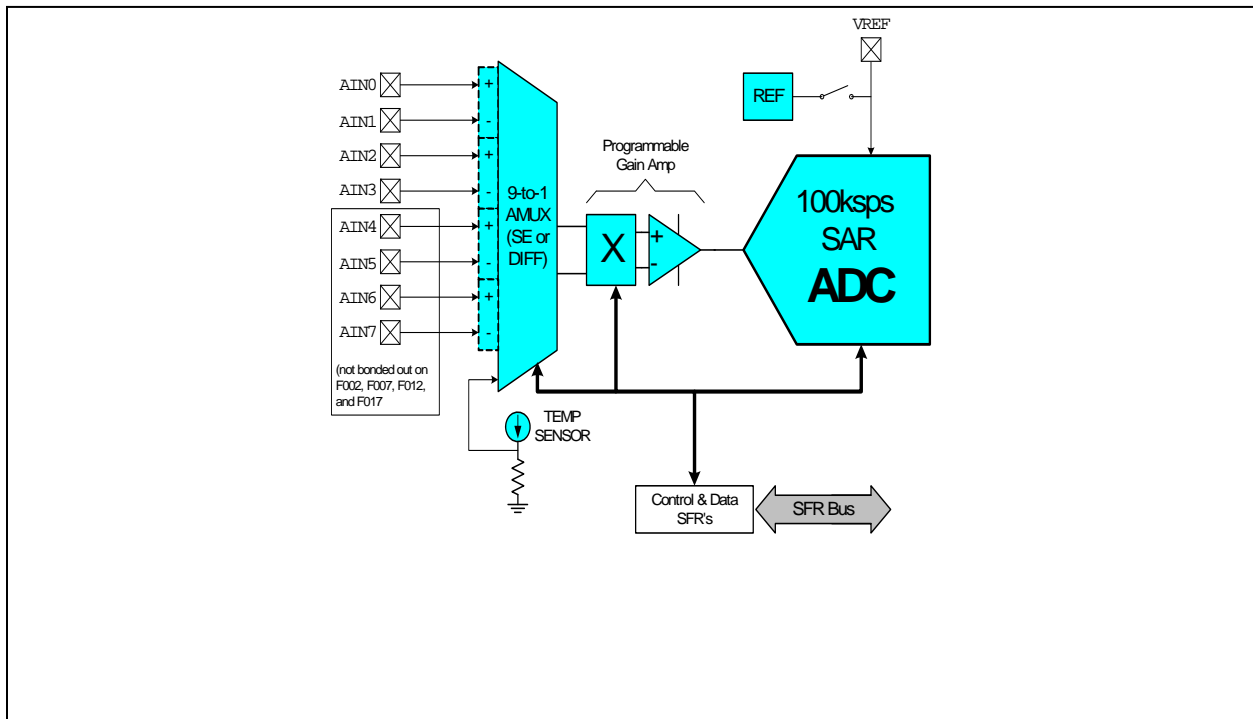 VREF
AIN0
+
REF
AIN1
-
AIN2
+
Programmable
Gain Amp
AIN3
-
9-to-1
AMUX
(SE or
DIFF)
100ksps
SAR
ADC
AIN4
+
X
+
-
AIN5
-
AIN6
+
AIN7
-
(not bonded out on
F002, F007, F012,
and F017
TEMP
SENSOR
Control & Data
SFR's
SFR Bus